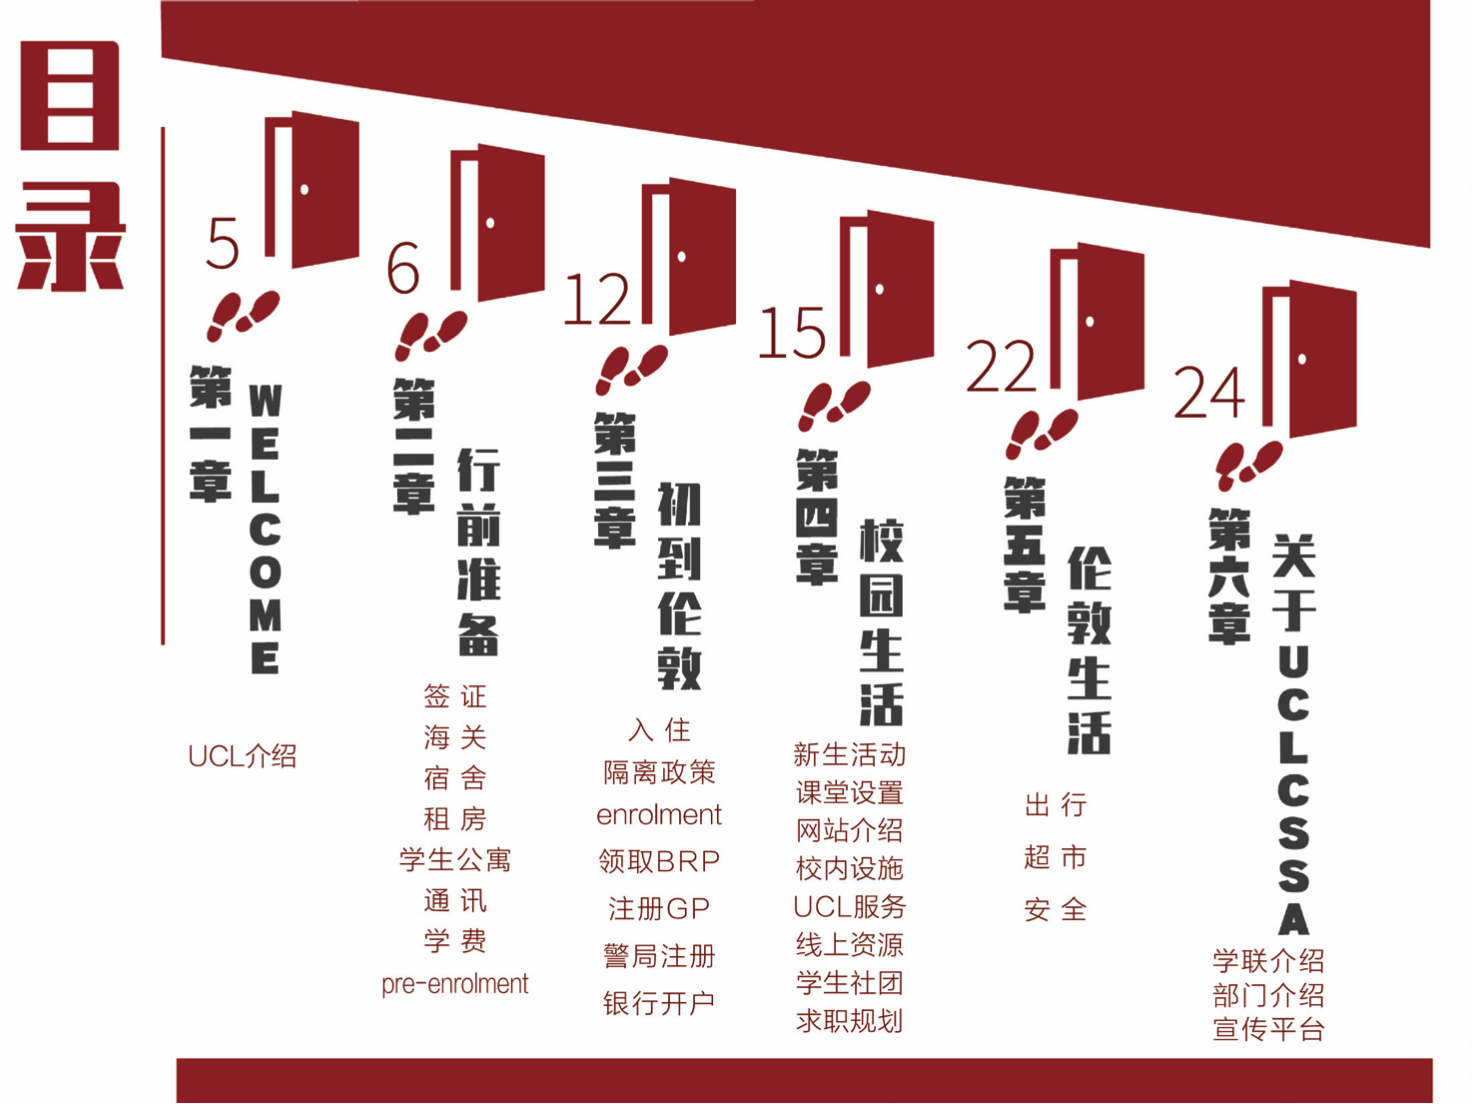 目录
5
第一章
WELCOME
UCL介绍
6
第二章
行前准备
签证
海关
宿舍
租房
学生公寓
通讯
学费
pre-enrolment
12
第三章
初到伦敦
入住
隔离政策
enrolment
领取BRP
注册GP
警局注册
银行开户
15
第四章
校园生活
新生活动
课堂设置
网站介绍
校内设施
UCL服务
线上资源
学生社团
求职规划
22
第五章
伦敦生活
出行
超市
安全
24
第六章
关于UCLCSSA
学联介绍
部门介绍
宣传平台